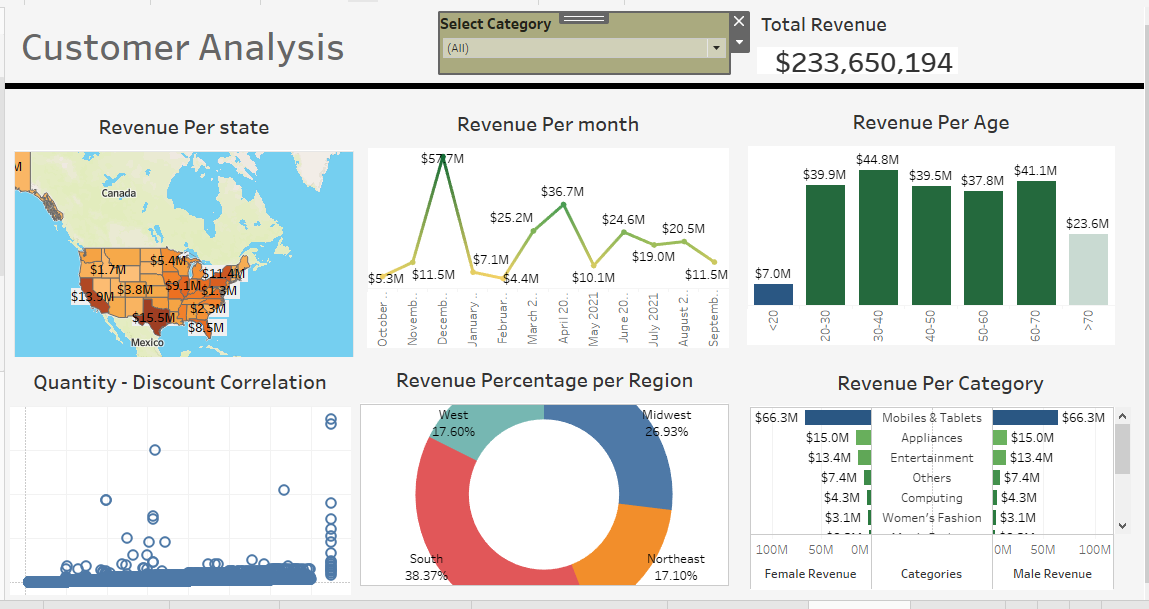 Customer Analysis
Select Category
(All)
Total Revenue
$233,650,194
Revenue Per state
M
Canada
$5.4M
$1.7M
$11.4M
$9.1M
$3.8M
$1.3M
$13.9M
$2.3M
$15.5M
$8.5M
Mexico
Revenue Per month
$5.3M
$11.5M
$57.7M
$7.1M
$4.4M
$25.2M
$36.7M
$10.1M
$24.6M
$19.0M
$20.5M
$11.5M
October ..
Novemb..
Decemb..
January ..
Februar..
March 2..
April 20..
May 2021
June 20..
July 2021
August 2..
Septemb..
Revenue Per Age
$7.0M
$39.9M
$44.8M
$39.5M
$37.8M
$41.1M
$23.6M
<20
20-30
30-40
40-50
50-60
60-70
>70
Quantity - Discount Correlation
Revenue Percentage per Region
West
17.60%
Midwest
26.93%
South
38.37%
Northeast
17.10%
Revenue Per Category
$66.3M Mobiles & Tablets $66.3M
$15.0M Appliances $15.0M
$13.4M Entertainment $13.4M
$7.4M Others $7.4M
$4.3M Computing $4.3M
$3.1M Women's Fashion $3.1M
100M 50M 0M 0M 50M 100M
Female Revenue Categories Male Revenue